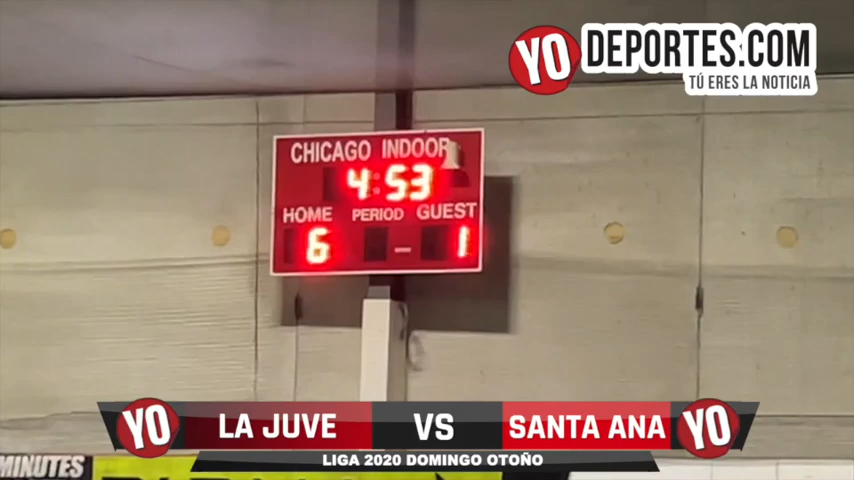 YO DEPORTES.COM
TÚ ERES LA NOTICIA
CHICAGO INDOOR
4:53
HOME PERIOD GUEST
6 - 1
YO LA JUVE VS SANTA ANA YO
LIGA 2020 DOMINGO OTOÑO
MINUTES